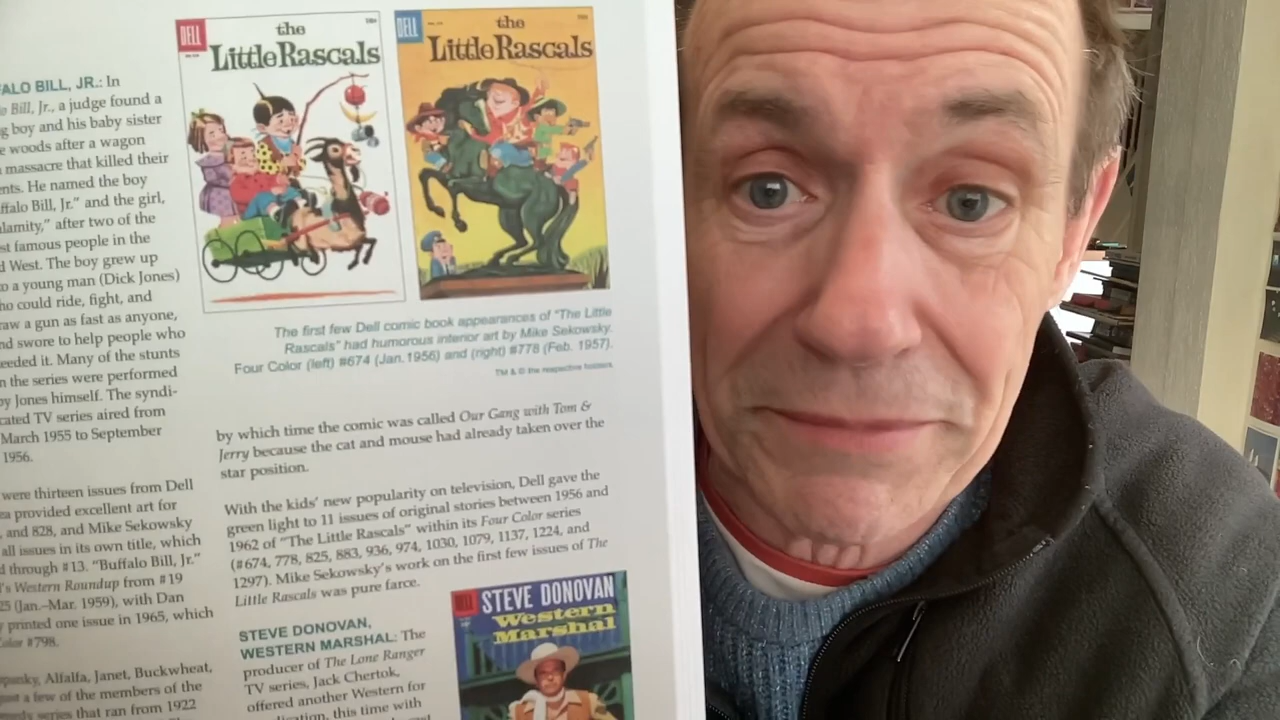 ALO BILL, JR.: In
Bill, Jr., a judge found a
boy and his baby sister
woods after a wagon
massacre that killed their
nts. He named the boy
ffalo Bill, Jr.” and the girl,
lamity,” after two of the
st famous people in the
d West. The boy grew up
o a young man (Dick Jones)
ho could ride, fight, and
raw a gun as fast as anyone,
nd swore to help people who
eeded it. Many of the stunts
n the series were performed
by Jones himself. The syndi-
cated TV series aired from
March 1955 to September
1956.
were thirteen issues from Dell
ea provided excellent art for
, and 828, and Mike Sekowsky
all issues in its own title, which
d through #13. “Buffalo Bill, Jr.”
's Western Roundup from #19
25 (Jan.–Mar. 1959), with Dan
printed one issue in 1965, which
Color #798.
Alfalfa, Janet, Buckwheat,
just a few of the members of the
edy series that ran from 1922
DELL
the
Little Rascals
DELL
the
Little Rascals
The first few Dell comic book appearances of “The Little
Rascals” had humorous interior art by Mike Sekowsky.
Four Color (left) #674 (Jan. 1956) and (right) #778 (Feb. 1957).
TM & © the respective holders.
by which time the comic was called Our Gang with Tom &
Jerry because the cat and mouse had already taken over the
star position.
With the kids’ new popularity on television, Dell gave the
green light to 11 issues of original stories between 1956 and
1962 of “The Little Rascals” within its Four Color series
(#674, 778, 825, 883, 936, 974, 1030, 1079, 1137, 1224, and
1297). Mike Sekowsky’s work on the first few issues of The
Little Rascals was pure farce.
STEVE DONOVAN,
WESTERN MARSHAL: The
producer of The Lone Ranger
TV series, Jack Chertok,
offered another Western for
this time with
DELL
STEVE DONOVAN
Western
Marshal